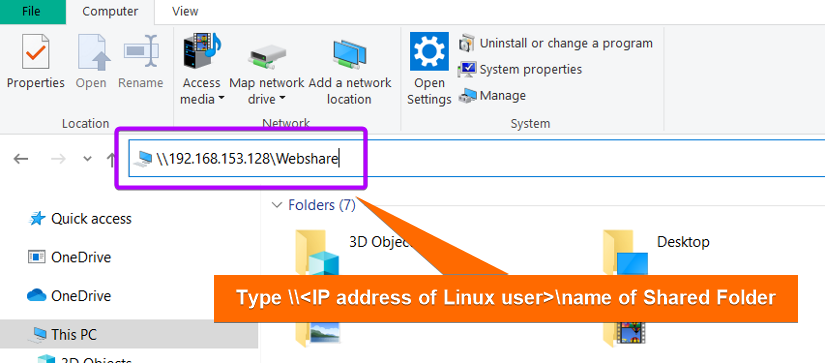 File
Computer
View
Properties
Open
Rename
Access media
Map network drive
Add a network location
Open Settings
Uninstall or change a program
System properties
Manage
Location
Network
System
\\192.168.153.128\Webshare
Quick access
OneDrive
OneDrive
This PC
3D Objects
Folders (7)
3D Objec
Desktop
Type \\<IP address of Linux user>\name of Shared Folder